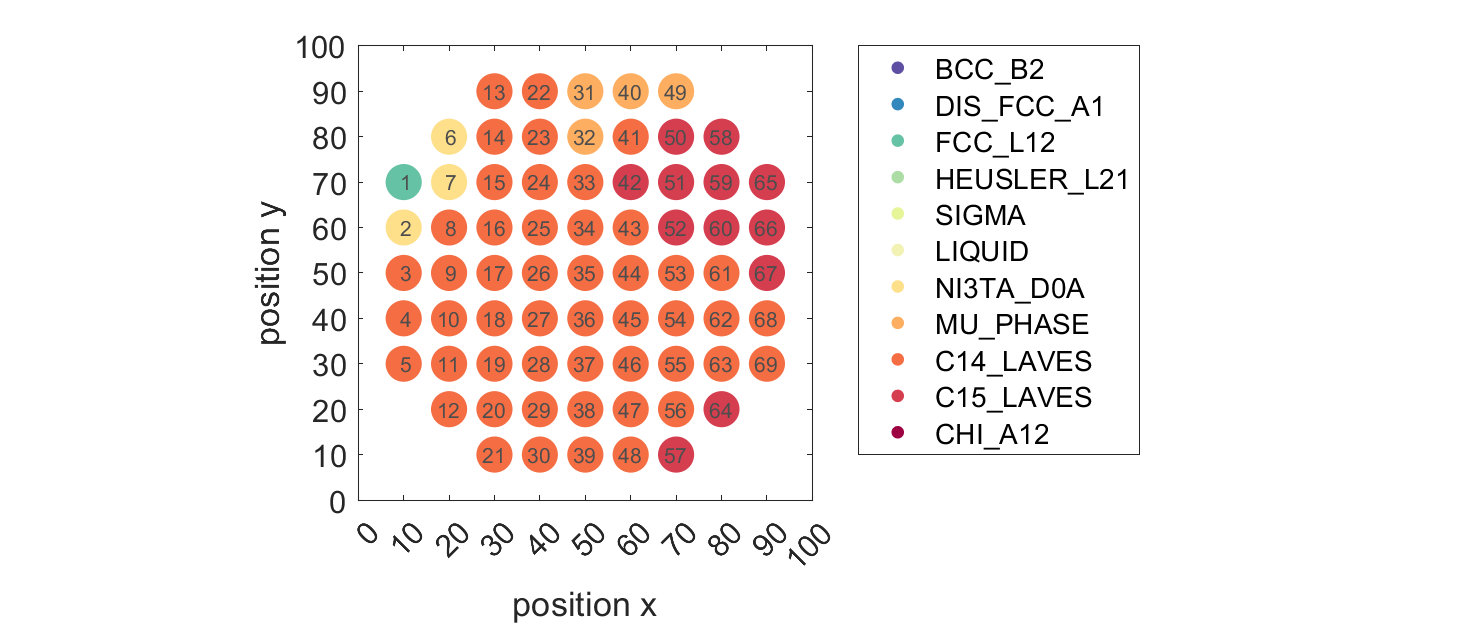 100
90
80
70
60
50
40
30
20
10
0
position y
13 22 31 40 49
6 14 23 32 41 50 58
1 7 15 24 33 42 51 59 65
2 8 16 25 34 43 52 60 66
3 9 17 26 35 44 53 61 67
4 10 18 27 36 45 54 62 68
5 11 19 28 37 46 55 63 69
12 20 29 38 47 56 64
21 30 39 48 57
0 10 20 30 40 50 60 70 80 90 100
position x
BCC_B2
DIS_FCC_A1
FCC_L12
HEUSLER_L21
SIGMA
LIQUID
NI3TA_D0A
MU_PHASE
C14_LAVES
C15_LAVES
CHI_A12